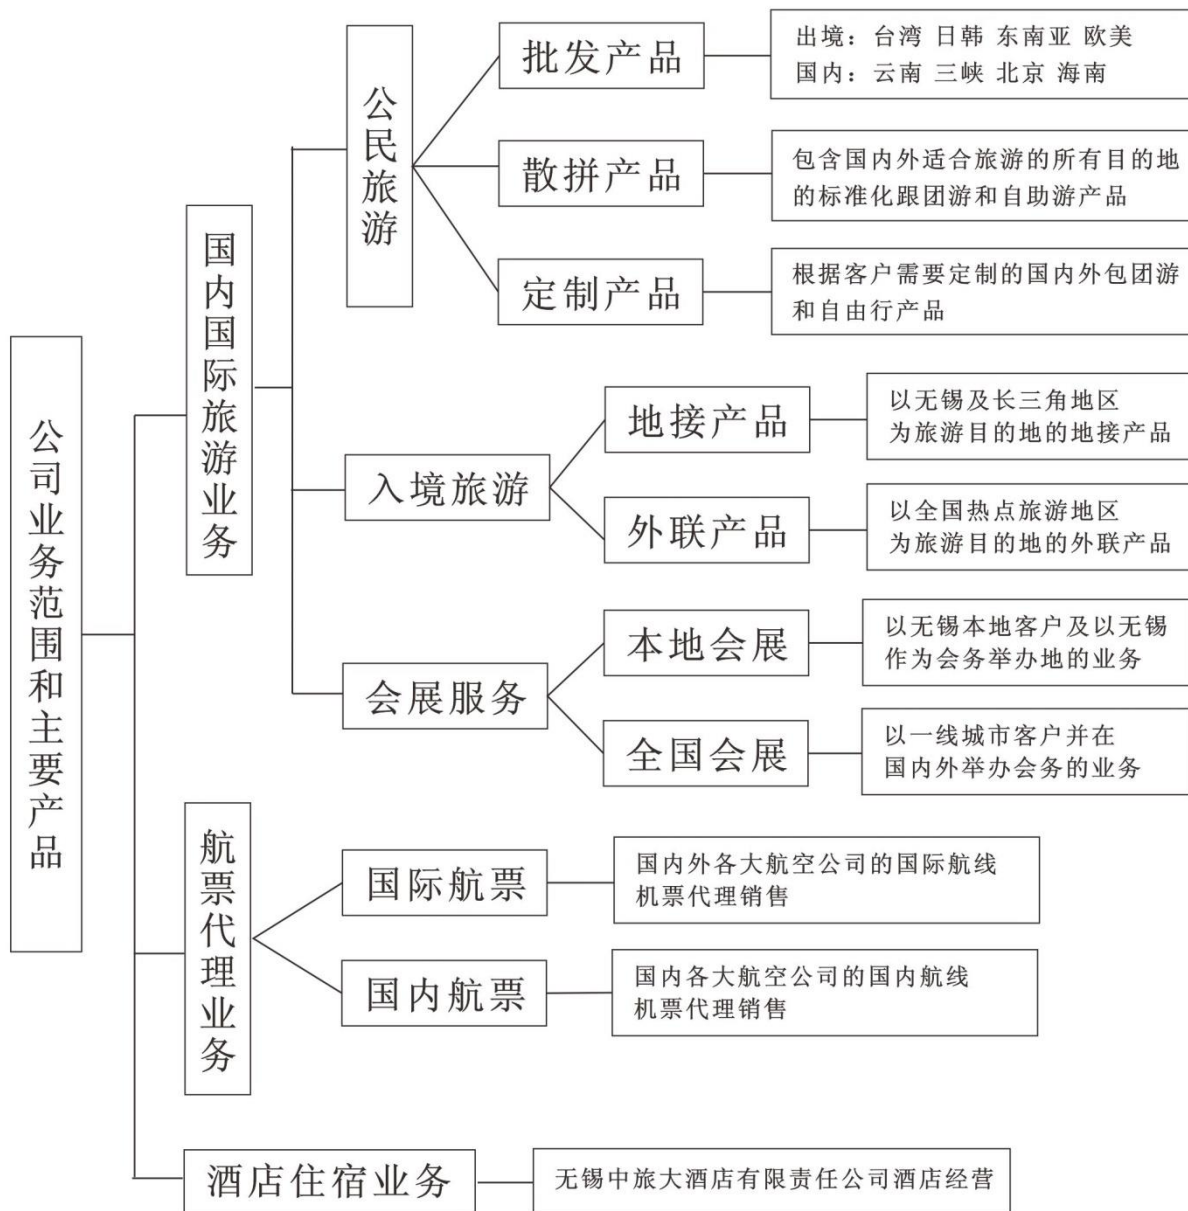 公司业务范围和主要产品
国内国际旅游业务
公民旅游
批发产品
出境：台湾 日韩 东南亚 欧美
国内：云南 三峡 北京 海南
散拼产品
包含国内外适合旅游的所有目的地
的标准化跟团游和自助游产品
定制产品
根据客户需要定制的国内外包团游
和自由行产品
入境旅游
地接产品
以无锡及长三角地区
为旅游目的地的地接产品
外联产品
以全国热点旅游地区
为旅游目的地的外联产品
会展服务
本地会展
以无锡本地客户及以无锡
作为会务举办地的业务
全国会展
以一线城市客户并在
国内外举办会务的业务
航票代理业务
国际航票
国内外各大航空公司的国际航线
机票代理销售
国内航票
国内各大航空公司的国内航线
机票代理销售
酒店住宿业务
无锡中旅大酒店有限责任公司酒店经营